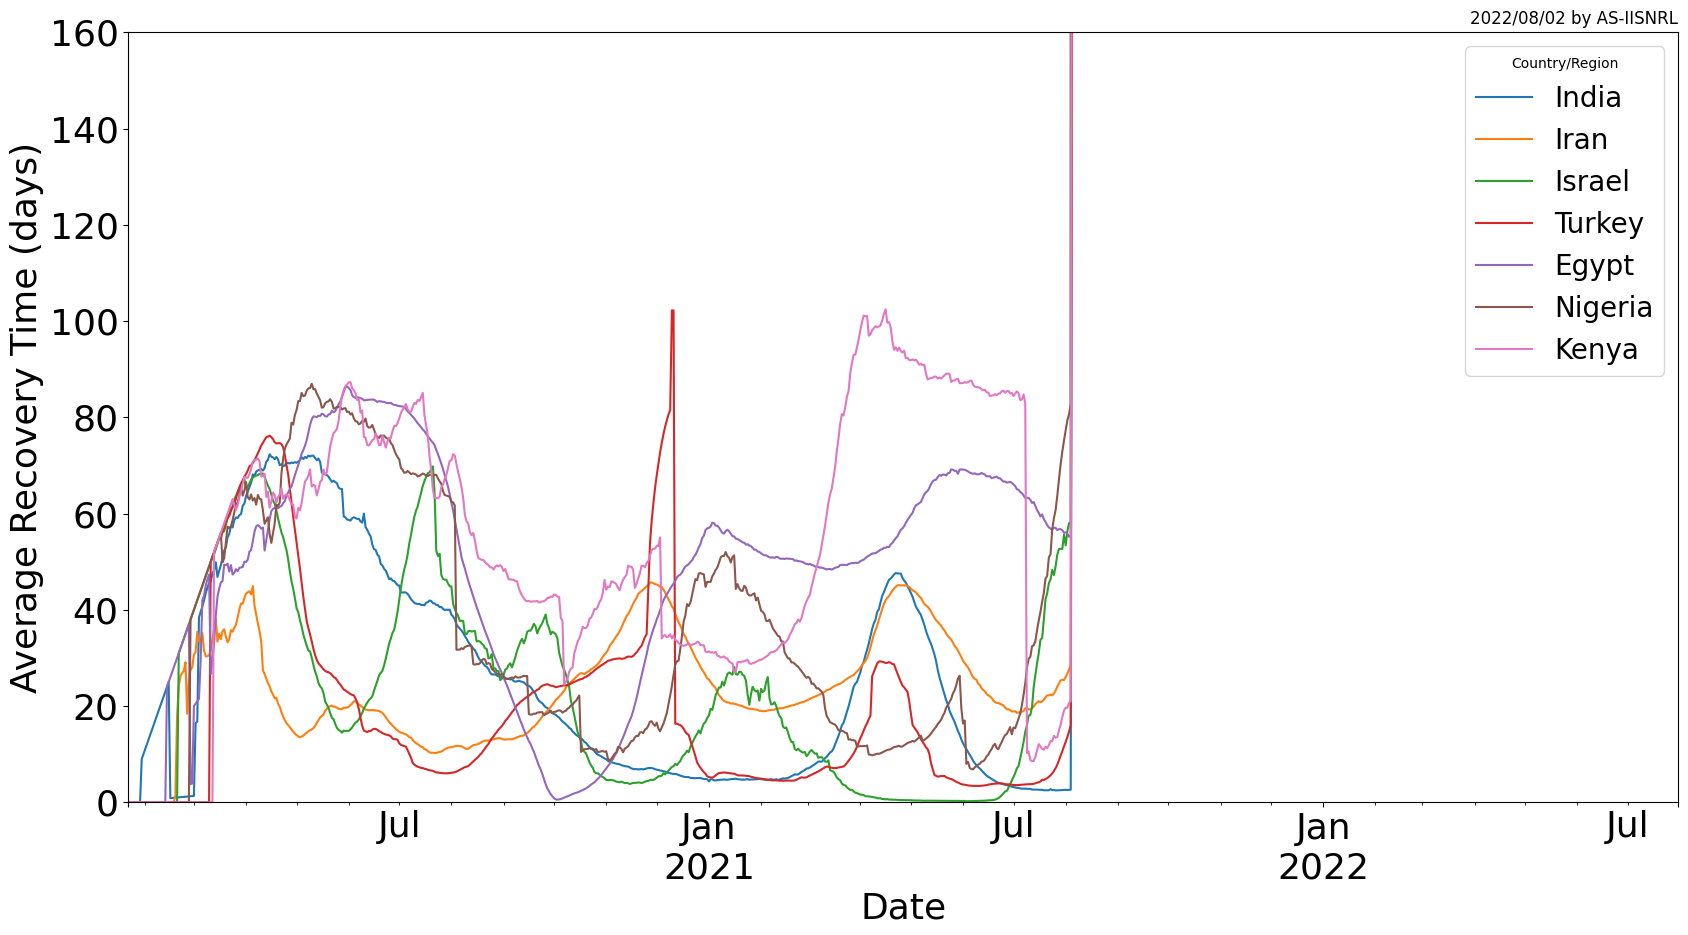 2022/08/02 by AS-IISNRL
160
140
120
100
80
60
40
20
0
Average Recovery Time (days)
Country/Region
India
Iran
Israel
Turkey
Egypt
Nigeria
Kenya
Jul
Jan
2021
Jul
Jan
2022
Jul
Date